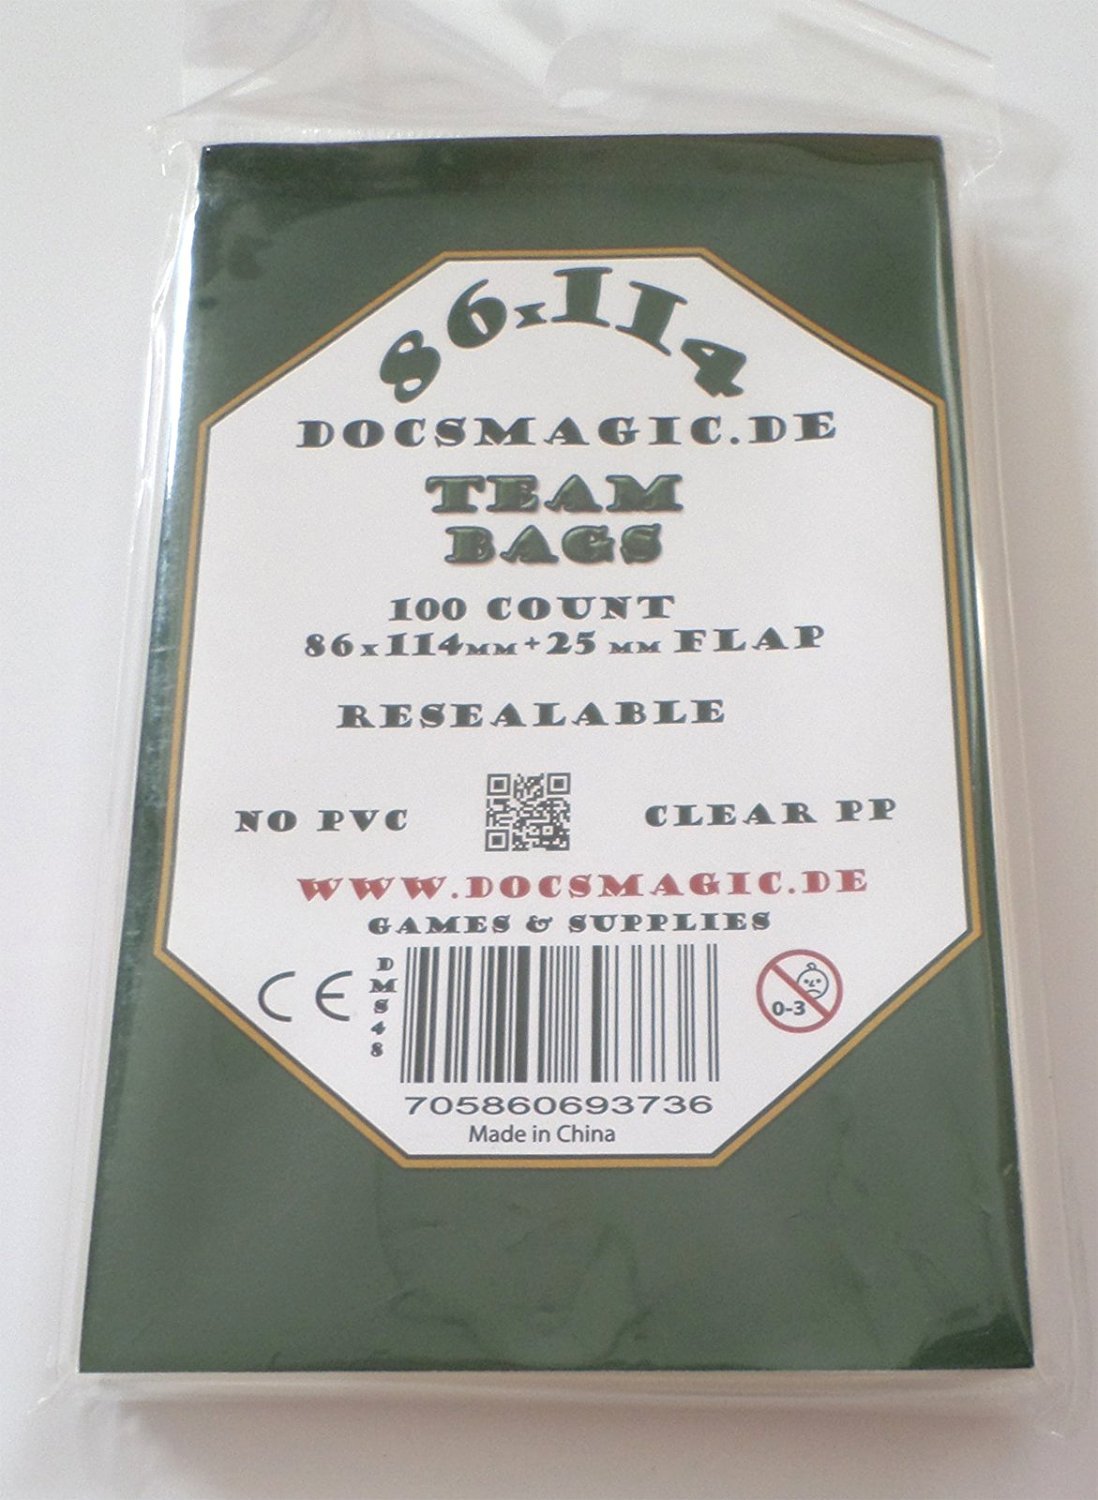 86x114
DOCSMAGIC.DE
TEAM
BAGS
100 COUNT
86x114MM+25 MM FLAP
RESEALABLE
NO PVC
CLEAR PP
WWW.DOCSMAGIC.DE
GAMES & SUPPLIES
CE
DMS48
0-3
705860693736
Made in China